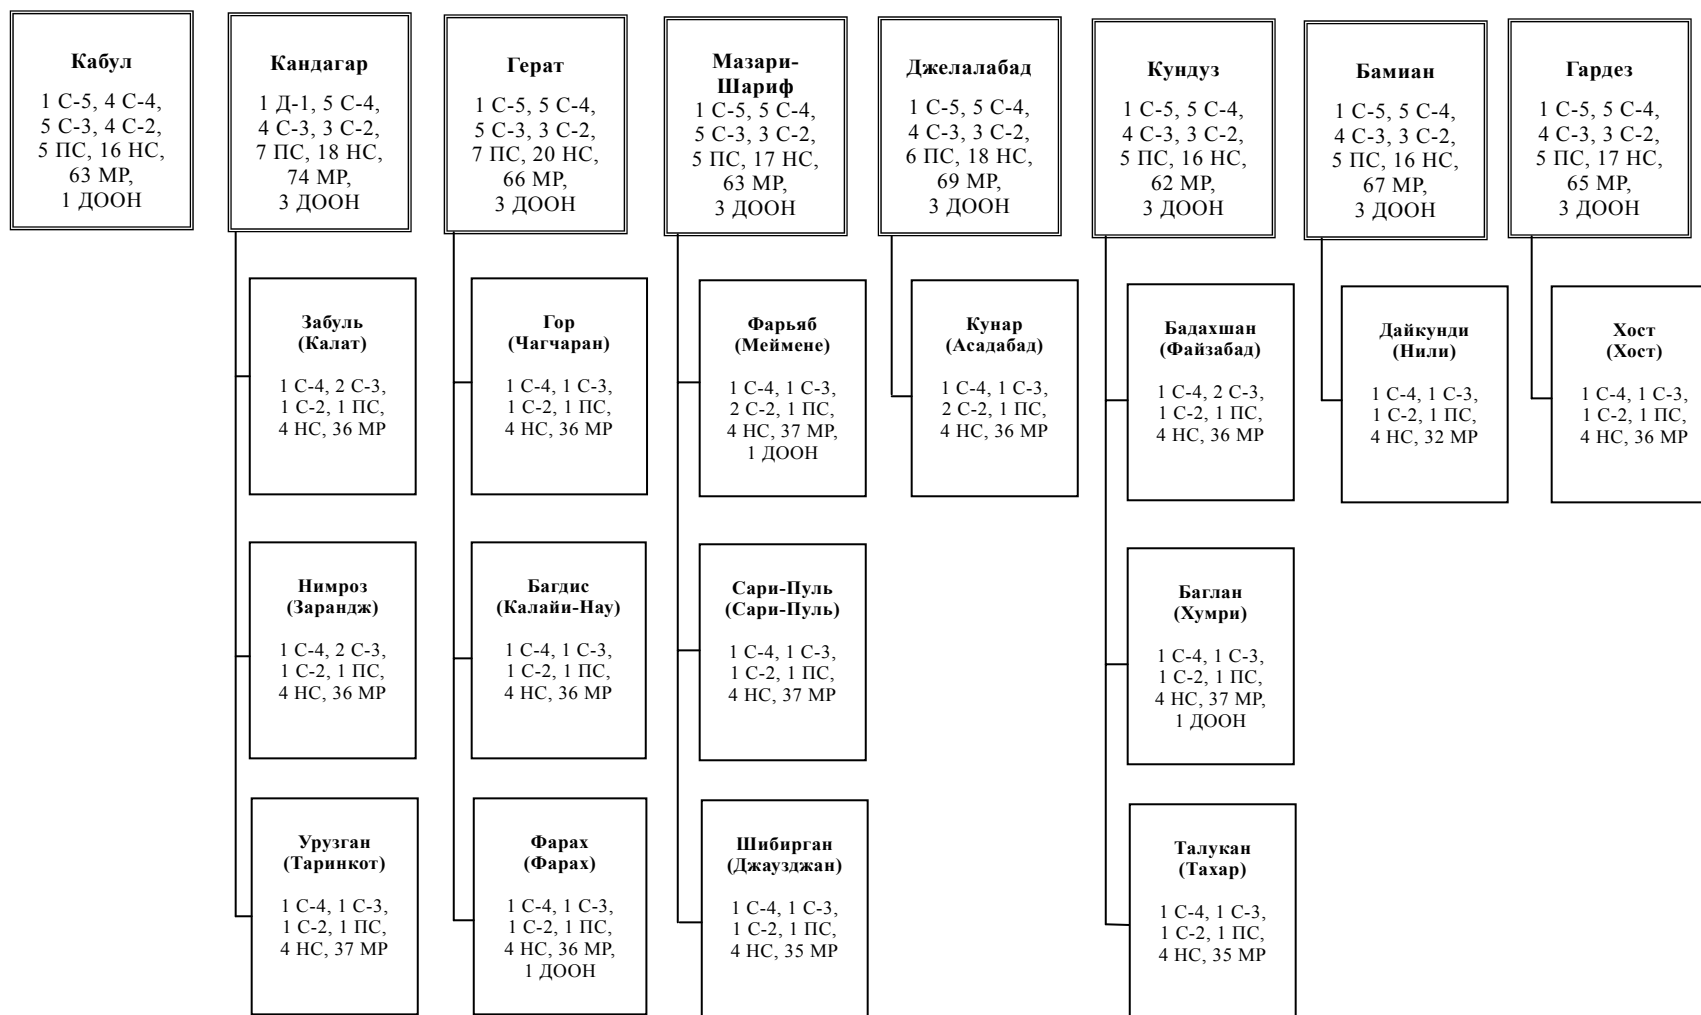 Кабул
1 С-5, 4 С-4,
5 С-3, 4 С-2,
5 ПС, 16 НС,
63 МР,
1 ДООН
Кандагар
1 Д-1, 5 С-4,
4 С-3, 3 С-2,
7 ПС, 18 НС,
74 МР,
3 ДООН
Герат
1 С-5, 5 С-4,
5 С-3, 3 С-2,
7 ПС, 20 НС,
66 МР,
3 ДООН
Мазари-
Шариф
1 С-5, 5 С-4,
5 С-3, 3 С-2,
5 ПС, 17 НС,
63 МР,
3 ДООН
Джелалабад
1 С-5, 5 С-4,
4 С-3, 3 С-2,
6 ПС, 18 НС,
69 МР,
3 ДООН
Кундуз
1 С-5, 5 С-4,
4 С-3, 3 С-2,
5 ПС, 16 НС,
62 МР,
3 ДООН
Бамиан
1 С-5, 5 С-4,
4 С-3, 3 С-2,
5 ПС, 16 НС,
67 МР,
3 ДООН
Гардез
1 С-5, 5 С-4,
4 С-3, 3 С-2,
5 ПС, 17 НС,
65 МР,
3 ДООН
Забуль
(Калат)
1 С-4, 2 С-3,
1 С-2, 1 ПС,
4 НС, 36 МР
Гор
(Чагчаран)
1 С-4, 1 С-3,
1 С-2, 1 ПС,
4 НС, 36 МР
Фарьяб
(Меймене)
1 С-4, 1 С-3,
2 С-2, 1 ПС,
4 НС, 37 МР,
1 ДООН
Кунар
(Асадабад)
1 С-4, 1 С-3,
2 С-2, 1 ПС,
4 НС, 36 МР
Бадахшан
(Файзабад)
1 С-4, 2 С-3,
1 С-2, 1 ПС,
4 НС, 36 МР
Дайкунди
(Нили)
1 С-4, 1 С-3,
1 С-2, 1 ПС,
4 НС, 32 МР
Хост
(Хост)
1 С-4, 1 С-3,
1 С-2, 1 ПС,
4 НС, 36 МР
Нимроз
(Зарандж)
1 С-4, 2 С-3,
1 С-2, 1 ПС,
4 НС, 36 МР
Багдис
(Калайи-Нау)
1 С-4, 1 С-3,
1 С-2, 1 ПС,
4 НС, 36 МР
Сари-Пуль
(Сари-Пуль)
1 С-4, 1 С-3,
1 С-2, 1 ПС,
4 НС, 37 МР
Баглан
(Хумри)
1 С-4, 1 С-3,
1 С-2, 1 ПС,
4 НС, 37 МР,
1 ДООН
Урузган
(Таринкот)
1 С-4, 1 С-3,
1 С-2, 1 ПС,
4 НС, 37 МР
Фарах
(Фарах)
1 С-4, 1 С-3,
1 С-2, 1 ПС,
4 НС, 36 МР,
1 ДООН
Шибирган
(Джаузджан)
1 С-4, 1 С-3,
1 С-2, 1 ПС,
4 НС, 35 МР
Талукан
(Тахар)
1 С-4, 1 С-3,
1 С-2, 1 ПС,
4 НС, 35 МР